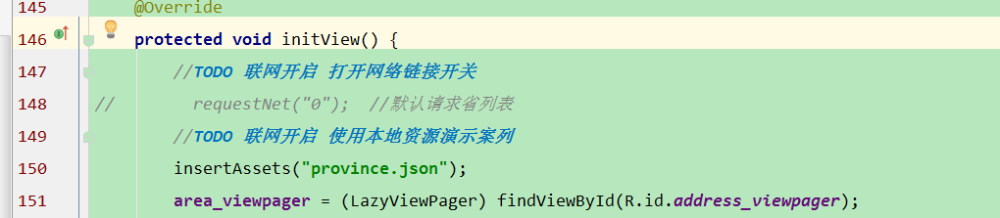 145 @Override
146 protected void initView() {
147 //TODO 联网开启 打开网络链接开关
148 // requestNet("0"); //默认请求省列表
149 //TODO 联网开启 使用本地资源演示案列
150 insertAssets("province.json");
151 area_viewpager = (LazyViewPager) findViewById(R.id.address_viewpager);